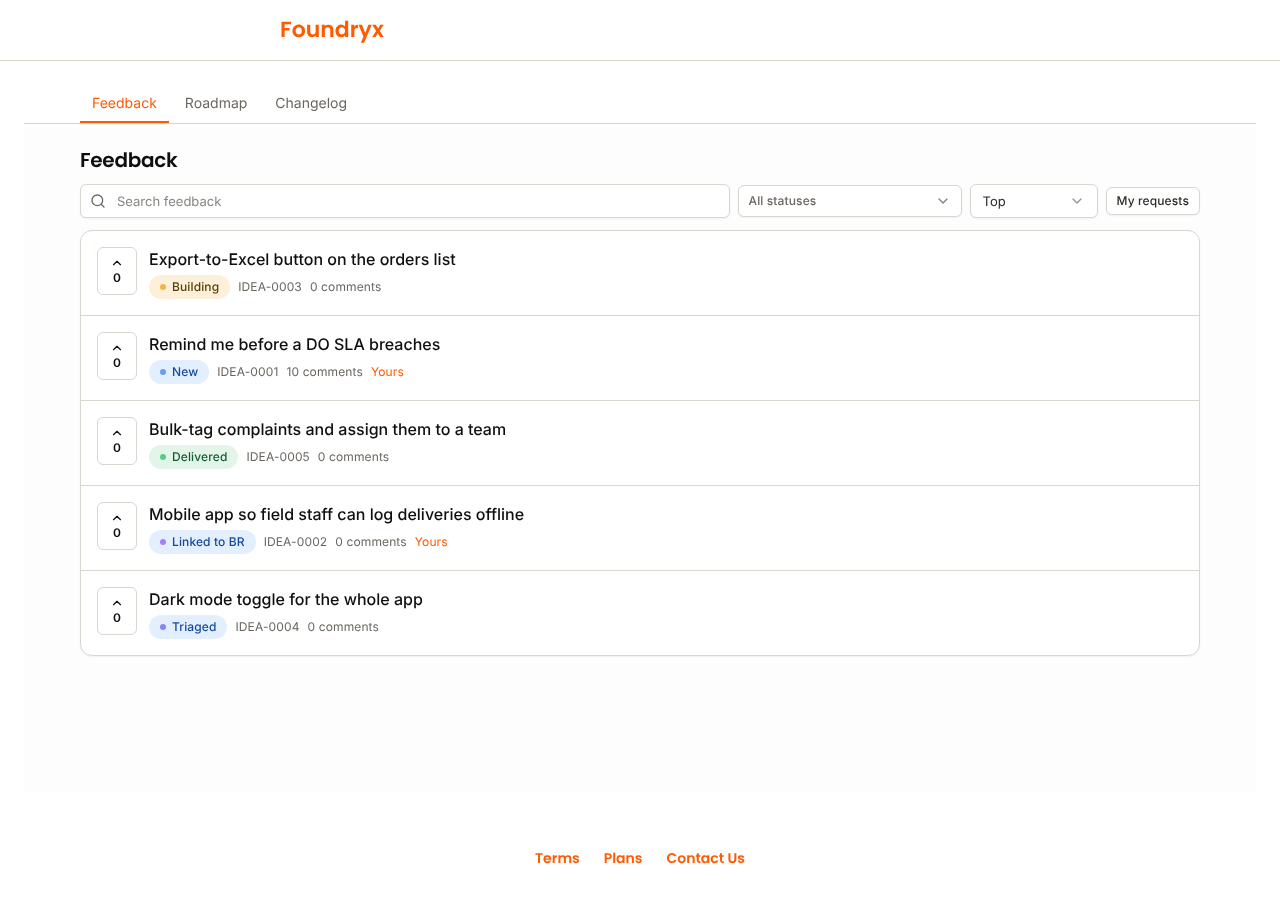 Foundryx
Feedback Roadmap Changelog
Feedback
Search feedback All statuses Top My requests
0 Export-to-Excel button on the orders list
Building IDEA-0003 0 comments
0 Remind me before a DO SLA breaches
New IDEA-0001 10 comments Yours
0 Bulk-tag complaints and assign them to a team
Delivered IDEA-0005 0 comments
0 Mobile app so field staff can log deliveries offline
Linked to BR IDEA-0002 0 comments Yours
0 Dark mode toggle for the whole app
Triaged IDEA-0004 0 comments
Terms Plans Contact Us